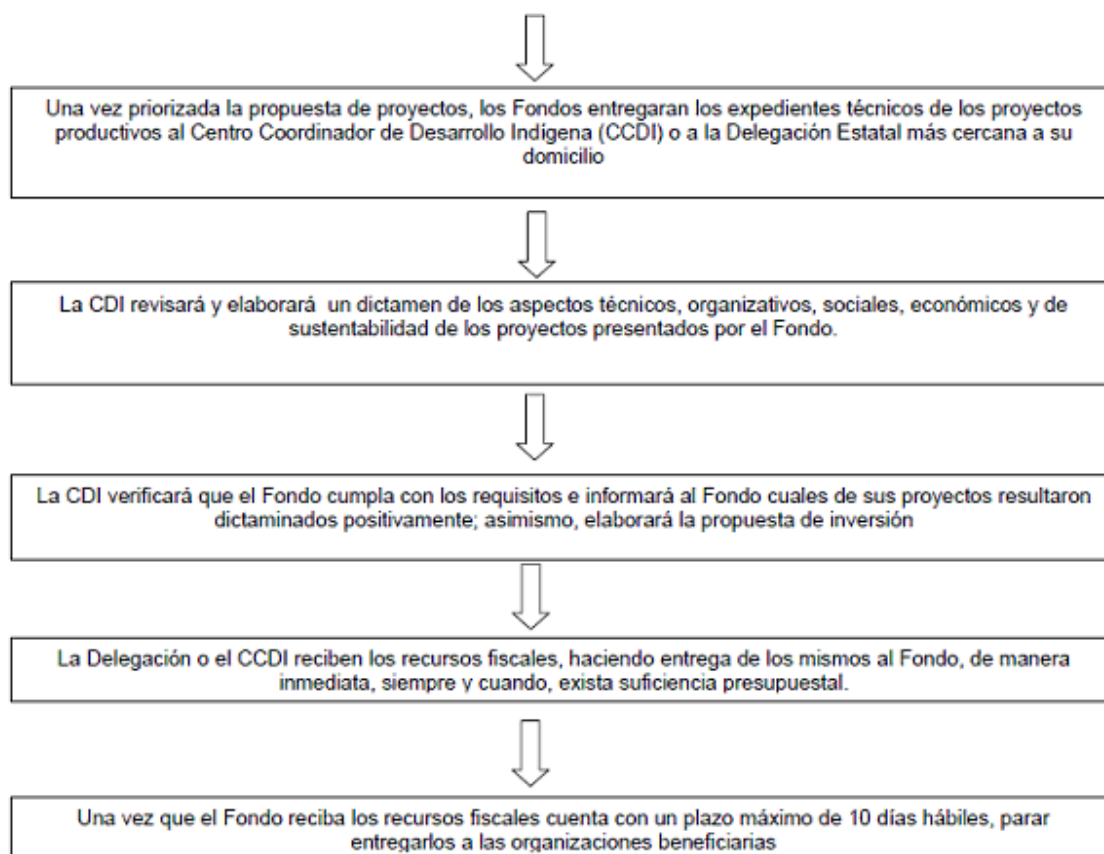 Una vez priorizada la propuesta de proyectos, los Fondos entregaran los expedientes técnicos de los proyectos
productivos al Centro Coordinador de Desarrollo Indígena (CCDI) o a la Delegación Estatal más cercana a su
domicilio
La CDI revisará y elaborará un dictamen de los aspectos técnicos, organizativos, sociales, económicos y de
sustentabilidad de los proyectos presentados por el Fondo.
La CDI verificará que el Fondo cumpla con los requisitos e informará al Fondo cuales de sus proyectos resultaron
dictaminados positivamente; asimismo, elaborará la propuesta de inversión
La Delegación o el CCDI reciben los recursos fiscales, haciendo entrega de los mismos al Fondo, de manera
inmediata, siempre y cuando, exista suficiencia presupuestal.
Una vez que el Fondo reciba los recursos fiscales cuenta con un plazo máximo de 10 días hábiles, parar
entregarlos a las organizaciones beneficiarias